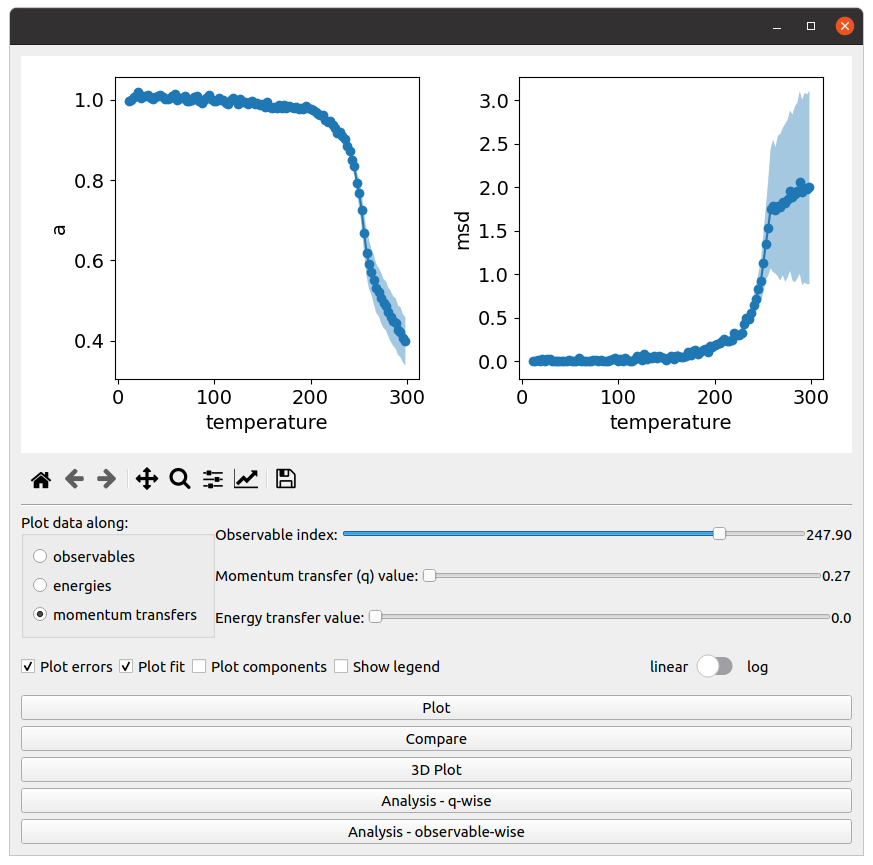 1.0
0.8
0.6
0.4
a
0 100 200 300
temperature
3.0
2.5
2.0
1.5
1.0
0.5
0.0
msd
0 100 200 300
temperature
Plot data along:
observables
energies
momentum transfers
Observable index: 247.90
Momentum transfer (q) value: 0.27
Energy transfer value: 0.0
Plot errors Plot fit Plot components Show legend linear log
Plot
Compare
3D Plot
Analysis - q-wise
Analysis - observable-wise